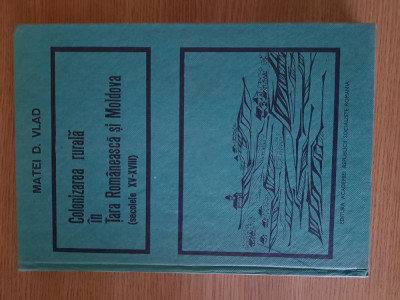 MATEI D. VLAD
Colonizarea rurală
în
Țara Românească și Moldova
(secolele XV-XVIII)
EDITURA ACADEMIEI REPUBLICII SOCIALISTE ROMÂNIA